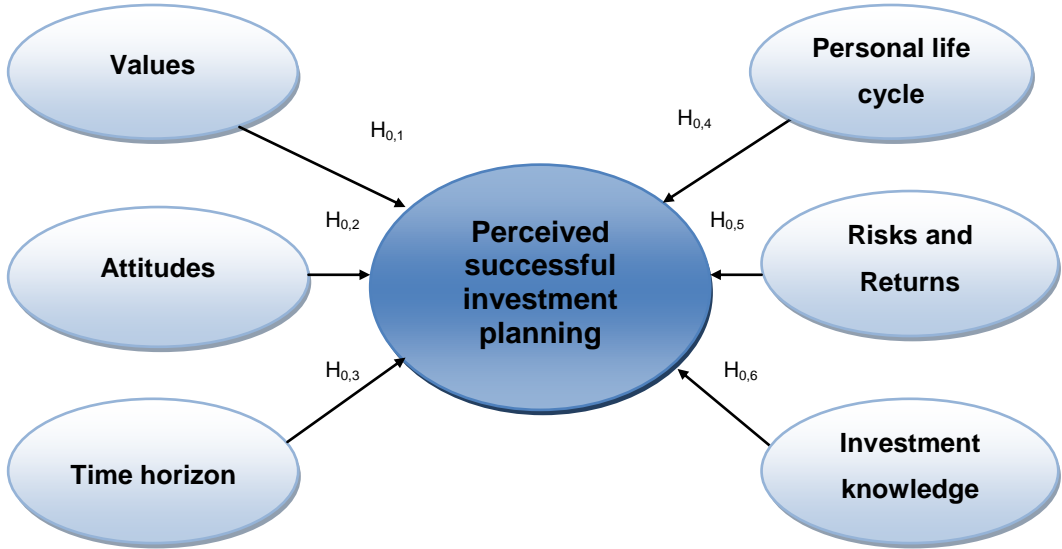 Values
H0,1
Attitudes
H0,2
Time horizon
H0,3
Perceived
successful
investment
planning
Personal life
cycle
H0,4
Risks and
Returns
H0,5
Investment
knowledge
H0,6